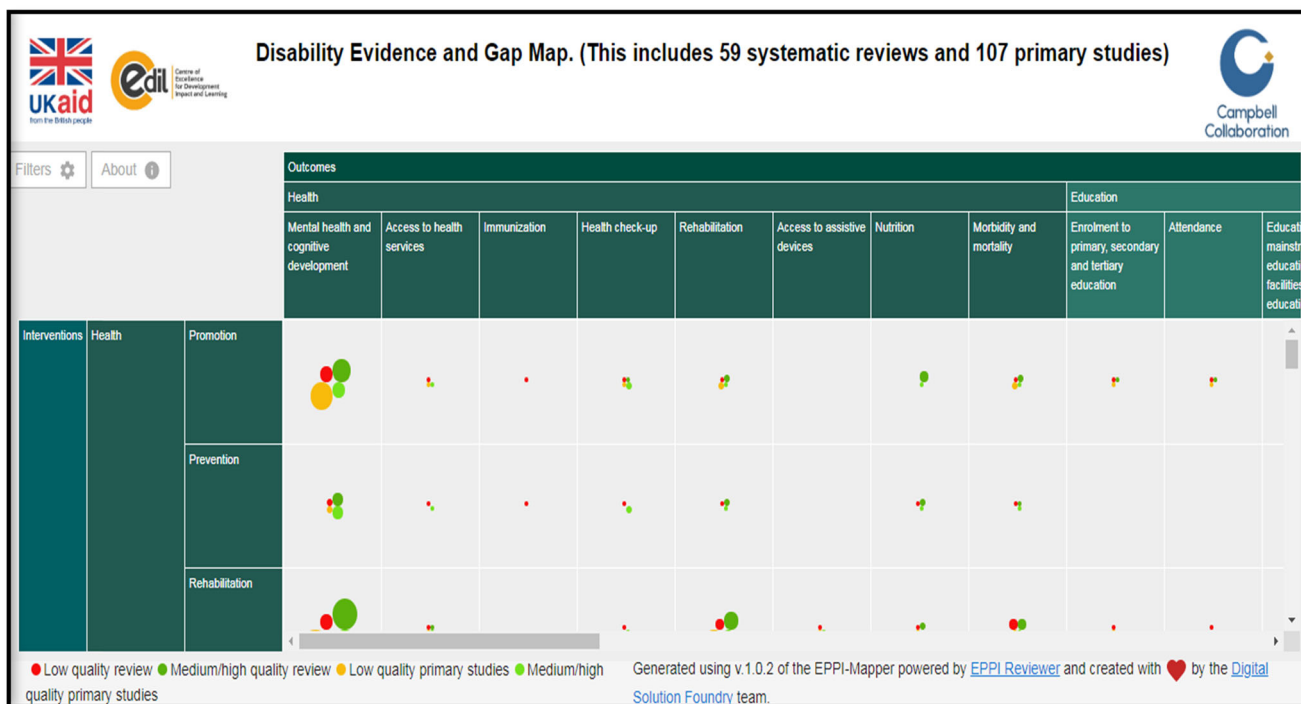 Disability Evidence and Gap Map. (This includes 59 systematic reviews and 107 primary studies)
UKaid
from the British people
edil
Centre of
Excellence
for Development
Impact and Learning
Campbell
Collaboration
Filters
About
Outcomes
Health
Education
Mental health and
cognitive
development
Access to health
services
Immunization
Health check-up
Rehabilitation
Access to assistive
devices
Nutrition
Morbidity and
mortality
Enrolment to
primary, secondary
and tertiary
education
Attendance
Educati
mainstr
educati
facilities
educati
Interventions
Health
Promotion
Prevention
Rehabilitation
Low quality review Medium/high quality review Low quality primary studies Medium/high
quality primary studies
Generated using v.1.0.2 of the EPPI-Mapper powered by EPPI Reviewer and created with by the Digital
Solution Foundry team.